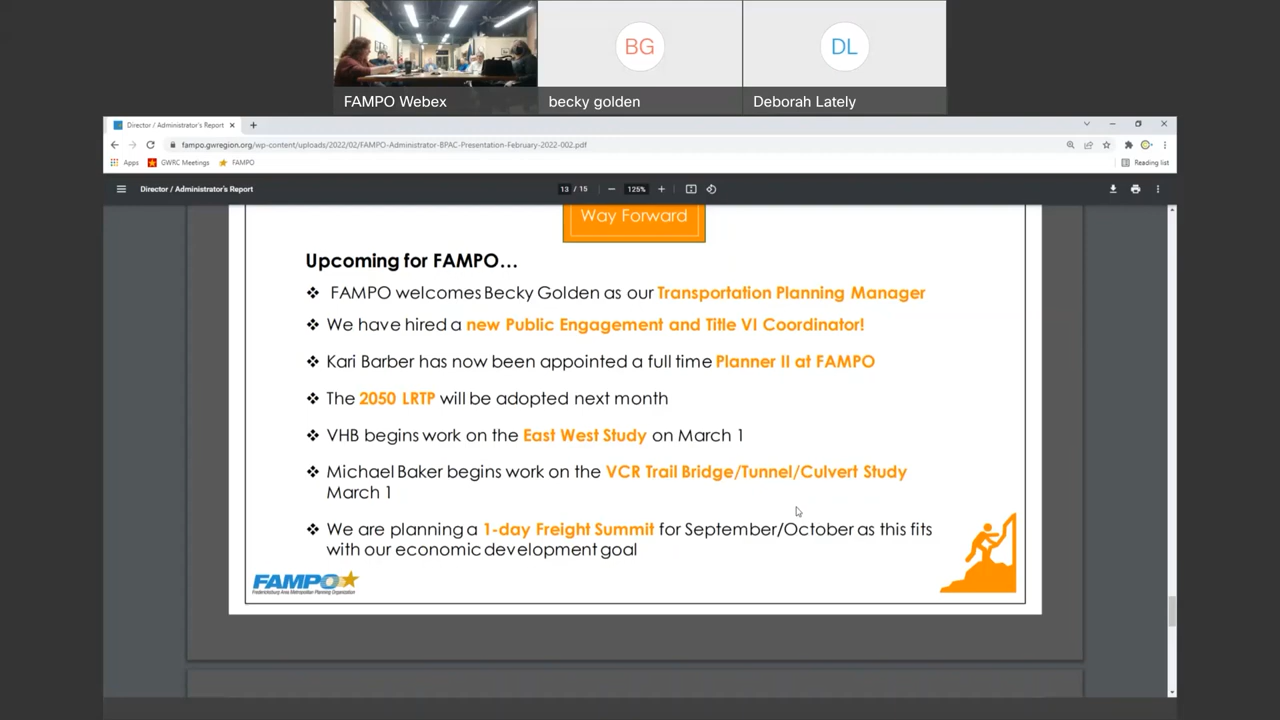 BG
DL
FAMPO Webex
becky golden
Deborah Lately
Director / Administrator's Report
fampo.gwregion.org/wp-content/uploads/2022/02/FAMPO-Administrator-BPAC-Presentation-February-2022-002.pdf
Apps
GWRC Meetings
FAMPO
Reading list
Director / Administrator's Report
13 / 15
125%
Way Forward
Upcoming for FAMPO…
❖ FAMPO welcomes Becky Golden as our Transportation Planning Manager
❖ We have hired a new Public Engagement and Title VI Coordinator!
❖ Kari Barber has now been appointed a full time Planner II at FAMPO
❖ The 2050 LRTP will be adopted next month
❖ VHB begins work on the East West Study on March 1
❖ Michael Baker begins work on the VCR Trail Bridge/Tunnel/Culvert Study
March 1
❖ We are planning a 1-day Freight Summit for September/October as this fits
with our economic development goal
FAMPO
Fredericksburg Area Metropolitan Planning Organization